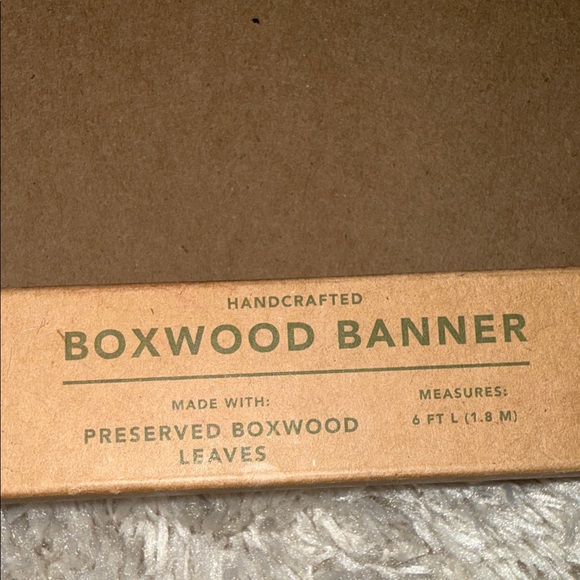 HANDCRAFTED
BOXWOOD BANNER
MADE WITH:
PRESERVED BOXWOOD
LEAVES
MEASURES:
6 FT L (1.8 M)